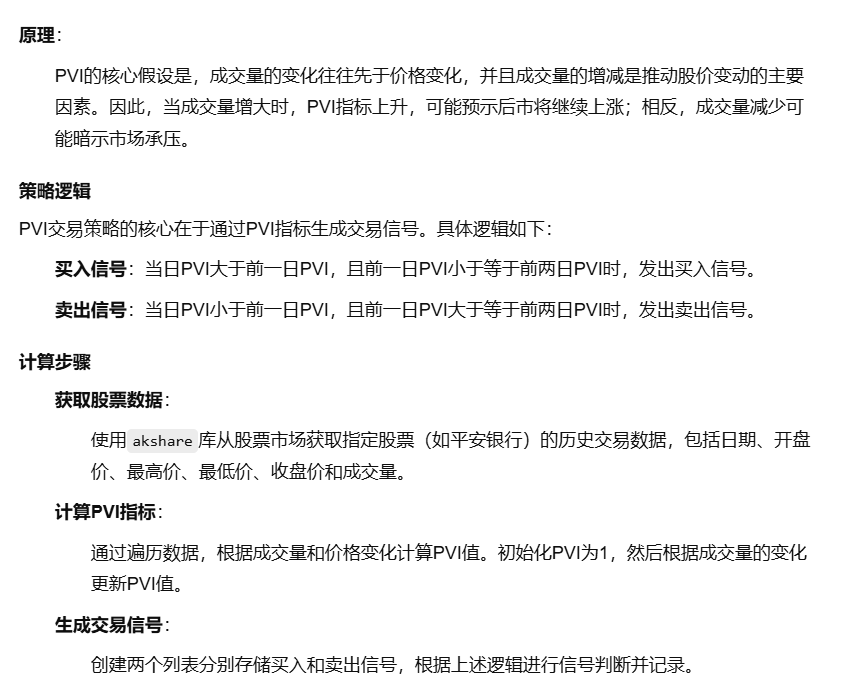 原理：
PVI的核心假设是，成交量的变化往往先于价格变化，并且成交量的增减是推动股价变动的主要
因素。因此，当成交量增大时，PVI指标上升，可能预示后市将继续上涨；相反，成交量减少可
能暗示市场承压。
策略逻辑
PVI交易策略的核心在于通过PVI指标生成交易信号。具体逻辑如下：
买入信号：当日PVI大于前一日PVI，且前一日PVI小于等于前两日PVI时，发出买入信号。
卖出信号：当日PVI小于前一日PVI，且前一日PVI大于等于前两日PVI时，发出卖出信号。
计算步骤
获取股票数据：
使用 akshare 库从股票市场获取指定股票（如平安银行）的历史交易数据，包括日期、开盘
价、最高价、最低价、收盘价和成交量。
计算PVI指标：
通过遍历数据，根据成交量和价格变化计算PVI值。初始化PVI为1，然后根据成交量的变化
更新PVI值。
生成交易信号：
创建两个列表分别存储买入和卖出信号，根据上述逻辑进行信号判断并记录。